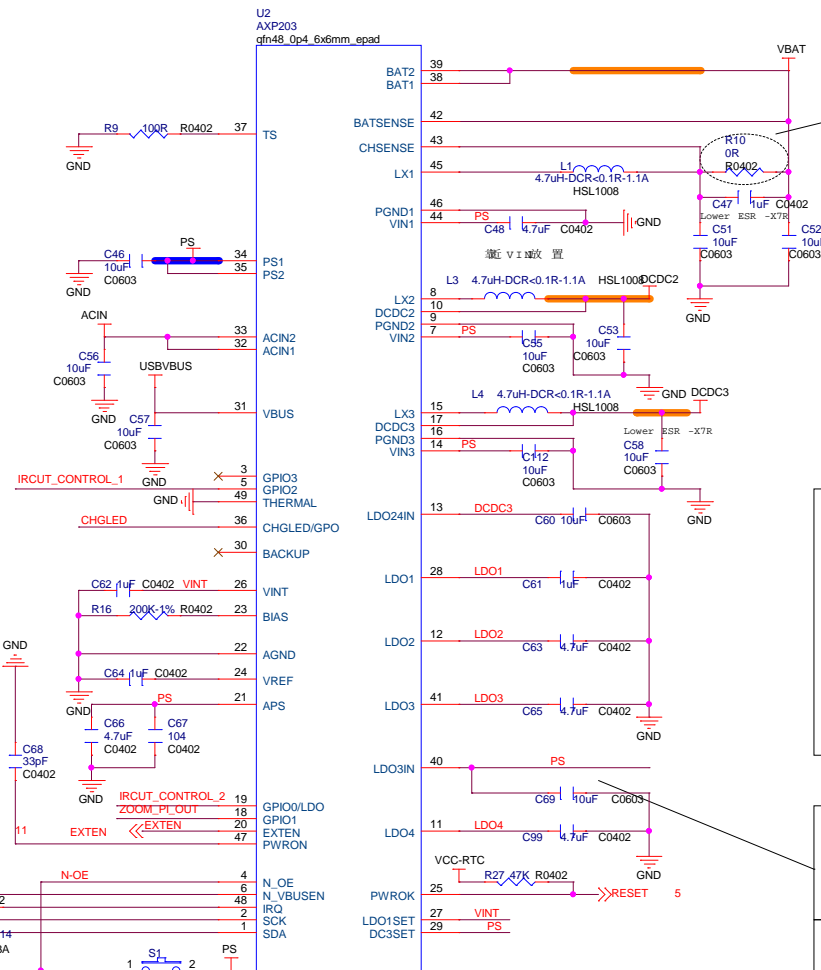 U2
AXP203
qfn48_0p4_6x6mm_epad
VBAT
39 BAT2
38 BAT1
42 BATSENSE
43 CHSENSE
45 LX1
L1
4.7uH-DCR<0.1R-1.1A
HSL1008
R10
0R
R0402
C47 1uF C0402
Lower ESR -X7R
C51
10uF
C0603
C52
10uF
C0603
GND
46 PGND1
44 VIN1
PS
C48 4.7uF C0402
GND
R9 100R R0402 37 TS
GND
PS
C46
10uF
C0603
34 PS1
35 PS2
GND
L3 4.7uH-DCR<0.1R-1.1A HSL1008 DCDC2
8 LX2
10 DCDC2
9 PGND2
7 VIN2
PS
C55
10uF
C0603
C53
10uF
C0603
GND
ACIN
33 ACIN2
32 ACIN1
C56
10uF
C0603
GND
USBVBUS
31 VBUS
C57
10uF
C0603
GND
L4 4.7uH-DCR<0.1R-1.1A
HSL1008
DCDC3
15 LX3
17 DCDC3
16 PGND3
14 VIN3
PS
Lower ESR -X7R
C112
10uF
C0603
C58
10uF
C0603
GND
3 GPIO3
IRCUT_CONTROL_1 5 GPIO2
GND 49 THERMAL
CHGLED 36 CHGLED/GPO
30 BACKUP
13 LDO24IN
DCDC3
C60 10uF C0603
C62 1uF C0402 VINT 26 VINT
R16 200K-1% R0402 23 BIAS
22 AGND
C64 1uF C0402 24 VREF
GND
28 LDO1
LDO1
C61 1uF C0402
12 LDO2
LDO2
C63 4.7uF C0402
41 LDO3
LDO3
C65 4.7uF C0402
GND
PS 21 APS
C66
4.7uF
C0402
C67
104
C0402
GND
GND
C68
33pF
C0402
40 LDO3IN
PS
C69 10uF C0603
11 LDO4
LDO4
C99 4.7uF C0402
GND
IRCUT_CONTROL_2 19 GPIO0/LDO
ZOOM_PI_OUT 18 GPIO1
11 EXTEN EXTEN 20 EXTEN
47 PWRON
VCC-RTC
R27 47K R0402
25 PWROK
RESET 5
N-OE 4 N_OE
6 N_VBUSEN
2 48 IRQ
2 SCK
14 1 SDA
BA
27 LDO1SET
VINT
29 DC3SET
PS
S1
1 2
PS